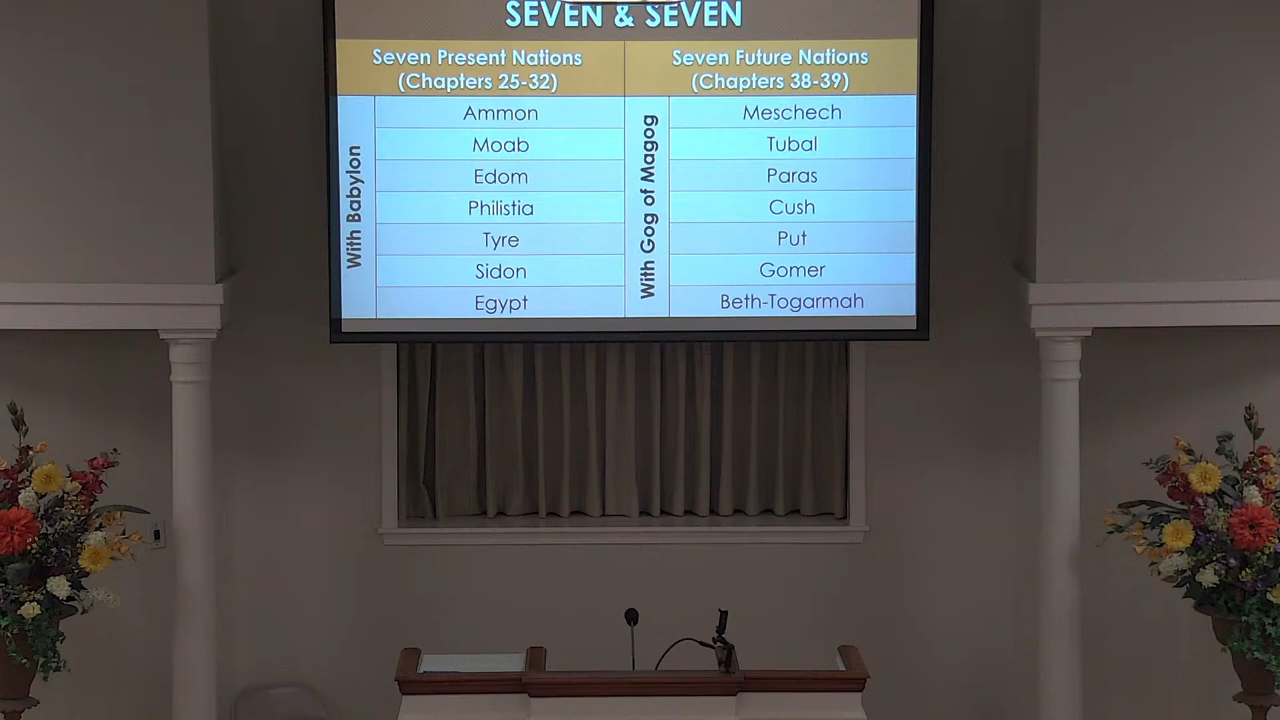 SEVEN & SEVEN
Seven Present Nations
(Chapters 25-32)
Seven Future Nations
(Chapters 38-39)
With Babylon
Ammon
Moab
Edom
Philistia
Tyre
Sidon
Egypt
With Gog of Magog
Meschech
Tubal
Paras
Cush
Put
Gomer
Beth-Togarmah